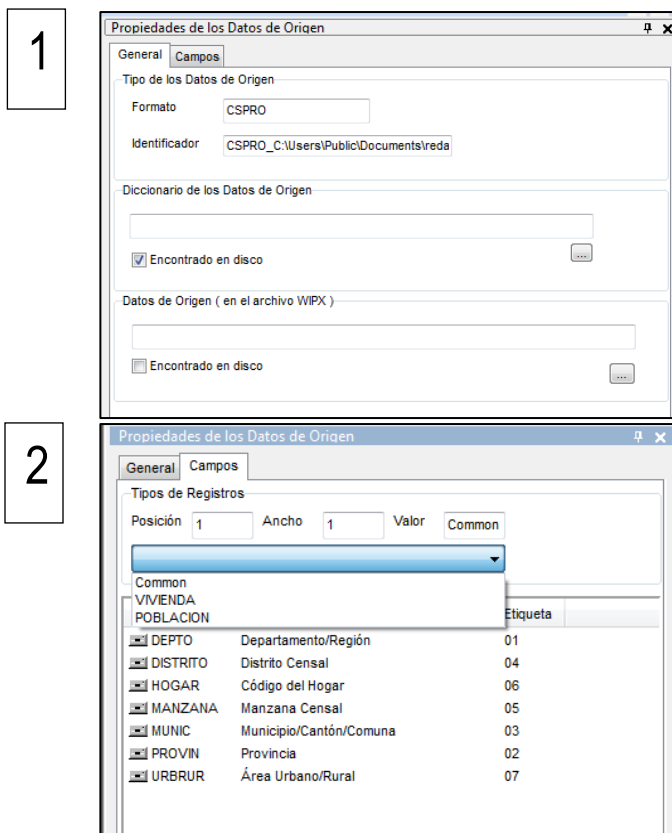 1
Propiedades de los Datos de Origen
General Campos
Tipo de los Datos de Origen
Formato CSPRO
Identificador CSPRO_C:\Users\Public\Documents\reda
Diccionario de los Datos de Origen
Encontrado en disco
...
Datos de Origen ( en el archivo WIPX )
Encontrado en disco
...
2
Propiedades de los Datos de Origen
General Campos
Tipos de Registros
Posición 1 Ancho 1 Valor Common
Common
VIVIENDA
POBLACION
Etiqueta
DEPTO Departamento/Región 01
DISTRITO Distrito Censal 04
HOGAR Código del Hogar 06
MANZANA Manzana Censal 05
MUNIC Municipio/Cantón/Comuna 03
PROVIN Provincia 02
URBRUR Área Urbano/Rural 07